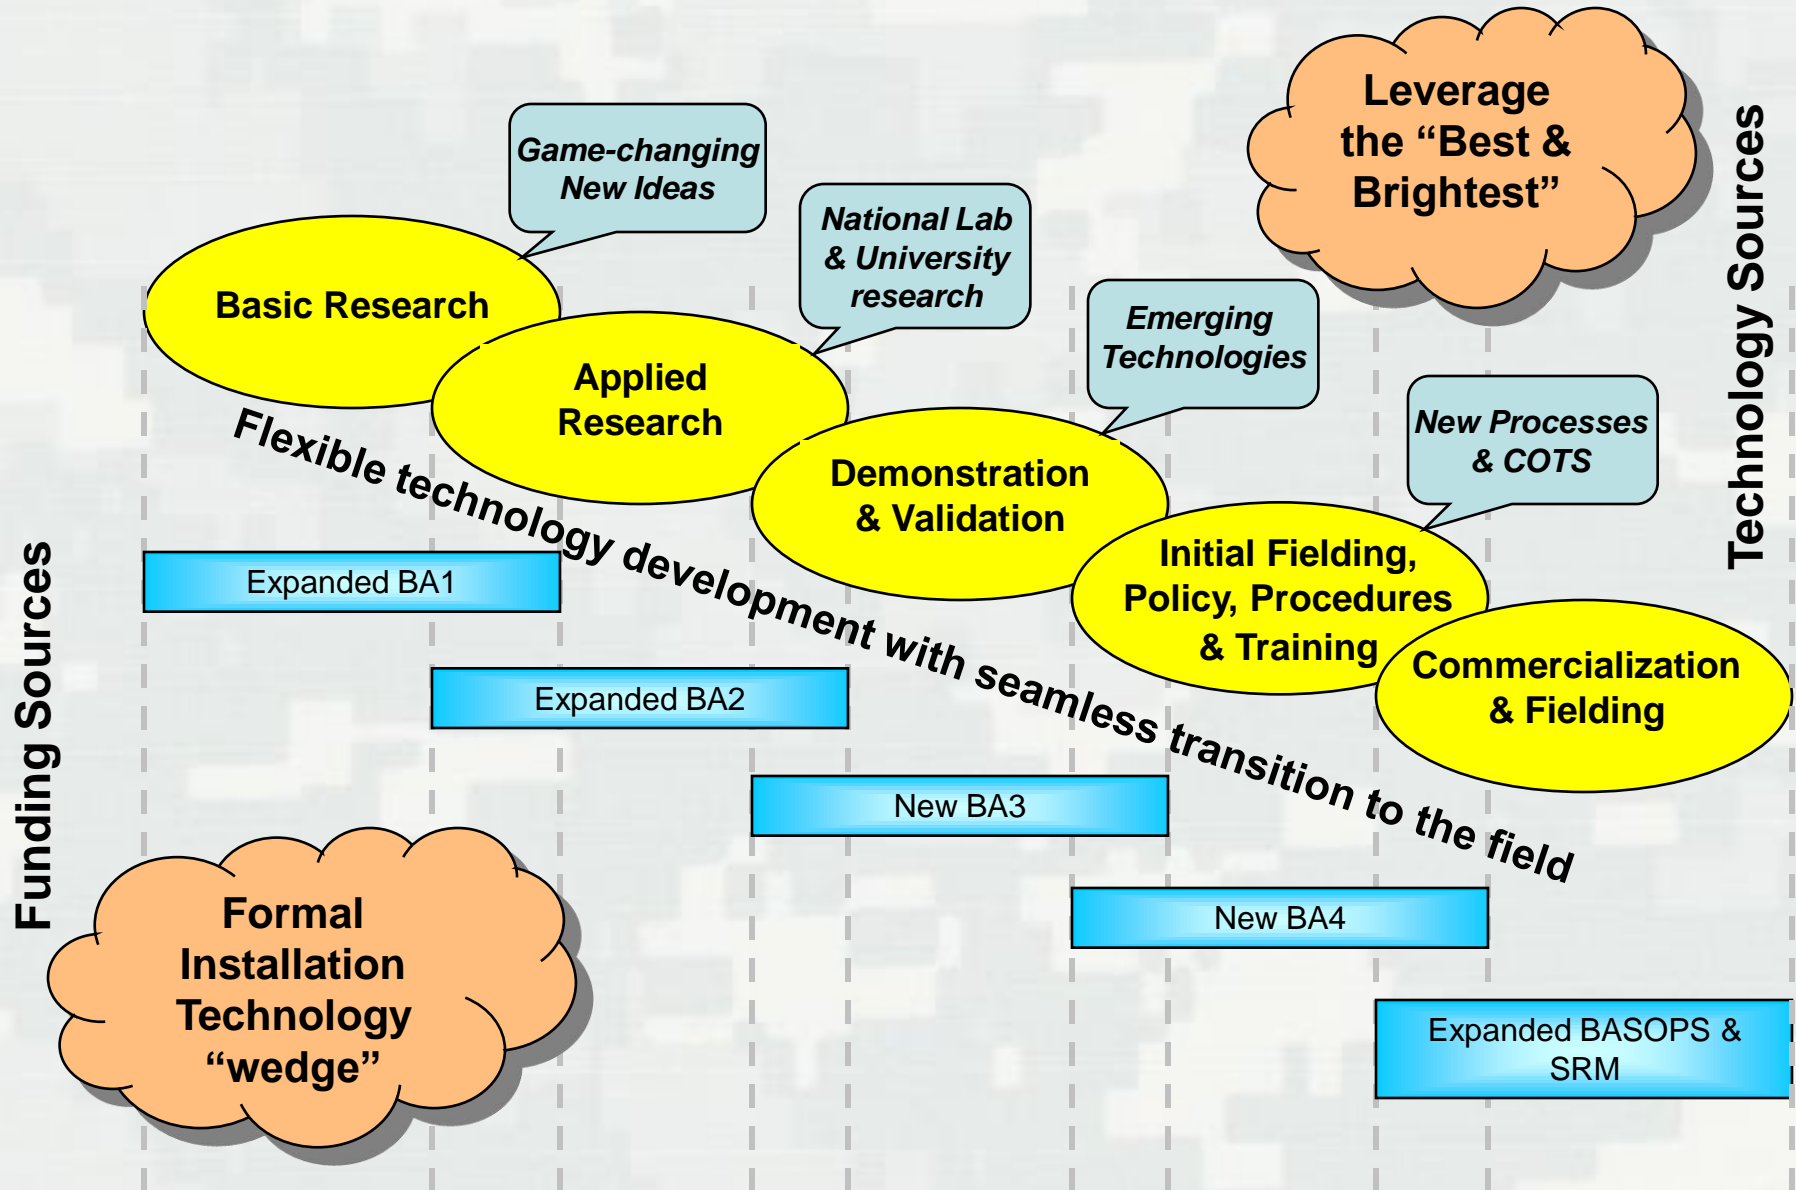 Leverage
the “Best &
Brightest”
Technology Sources
Game-changing
New Ideas
National Lab
& University
research
Emerging
Technologies
New Processes
& COTS
Basic Research
Applied
Research
Demonstration
& Validation
Initial Fielding,
Policy, Procedures
& Training
Commercialization
& Fielding
Flexible technology development with seamless transition to the field
Funding Sources
Expanded BA1
Expanded BA2
New BA3
New BA4
Expanded BASOPS &
SRM
Formal
Installation
Technology
“wedge”